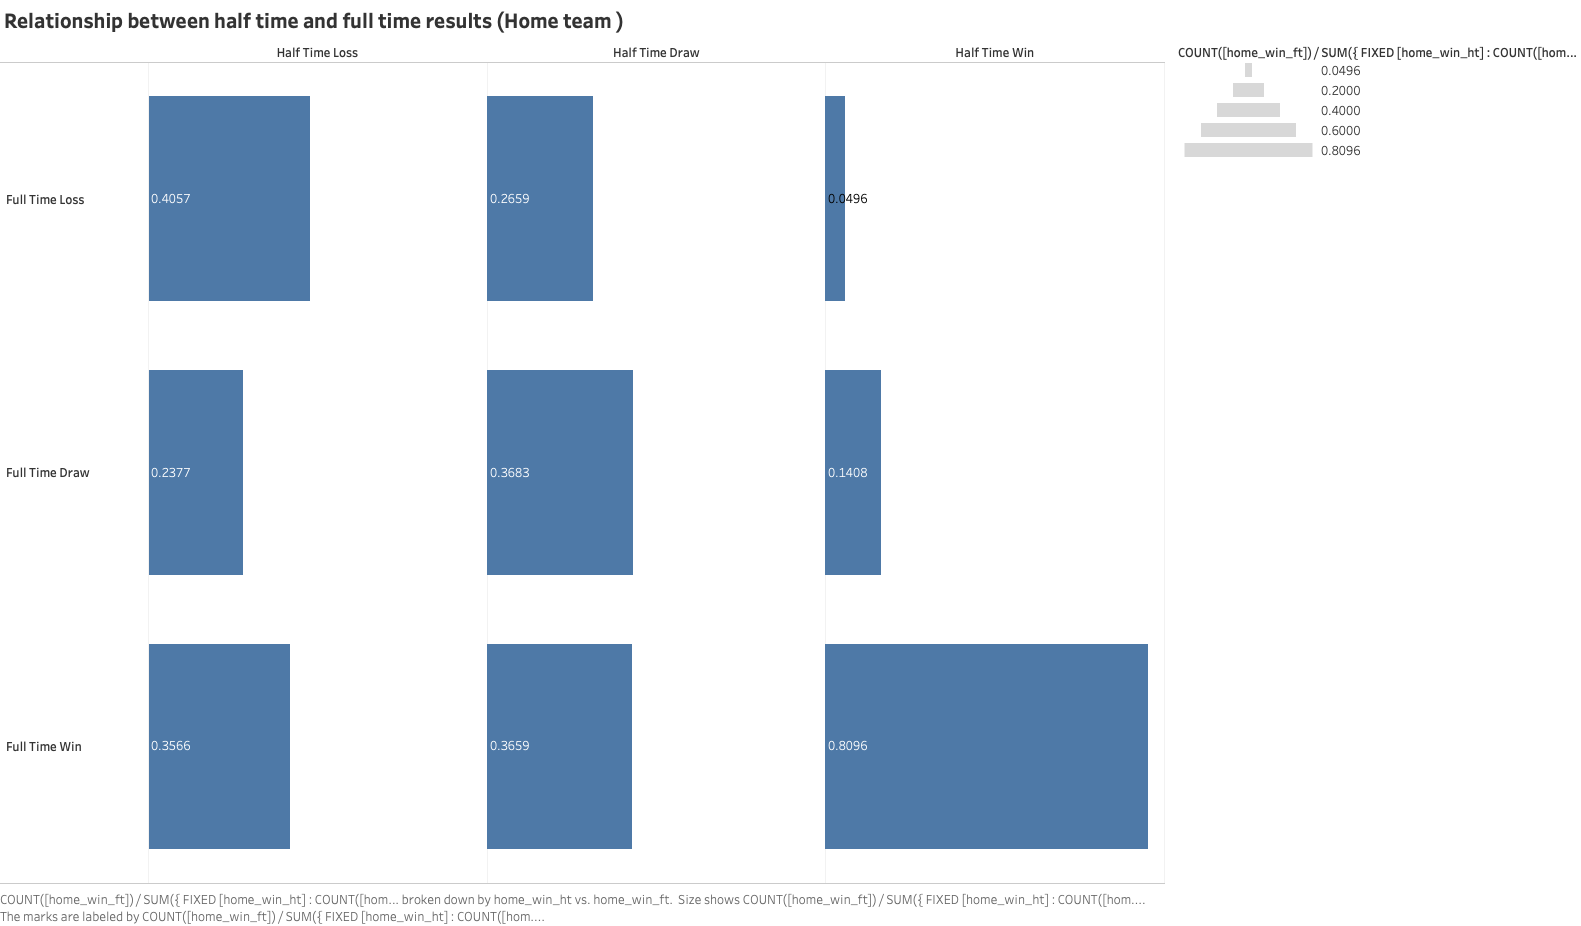 Relationship between half time and full time results (Home team )
Half Time Loss Half Time Draw Half Time Win
COUNT([home_win_ft]) / SUM({ FIXED [home_win_ht] : COUNT([hom...
0.0496
0.2000
0.4000
0.6000
0.8096
Full Time Loss 0.4057 0.2659 0.0496
Full Time Draw 0.2377 0.3683 0.1408
Full Time Win 0.3566 0.3659 0.8096
COUNT([home_win_ft]) / SUM({ FIXED [home_win_ht] : COUNT([hom... broken down by home_win_ht vs. home_win_ft. Size shows COUNT([home_win_ft]) / SUM({ FIXED [home_win_ht] : COUNT([hom....
The marks are labeled by COUNT([home_win_ft]) / SUM({ FIXED [home_win_ht] : COUNT([hom....